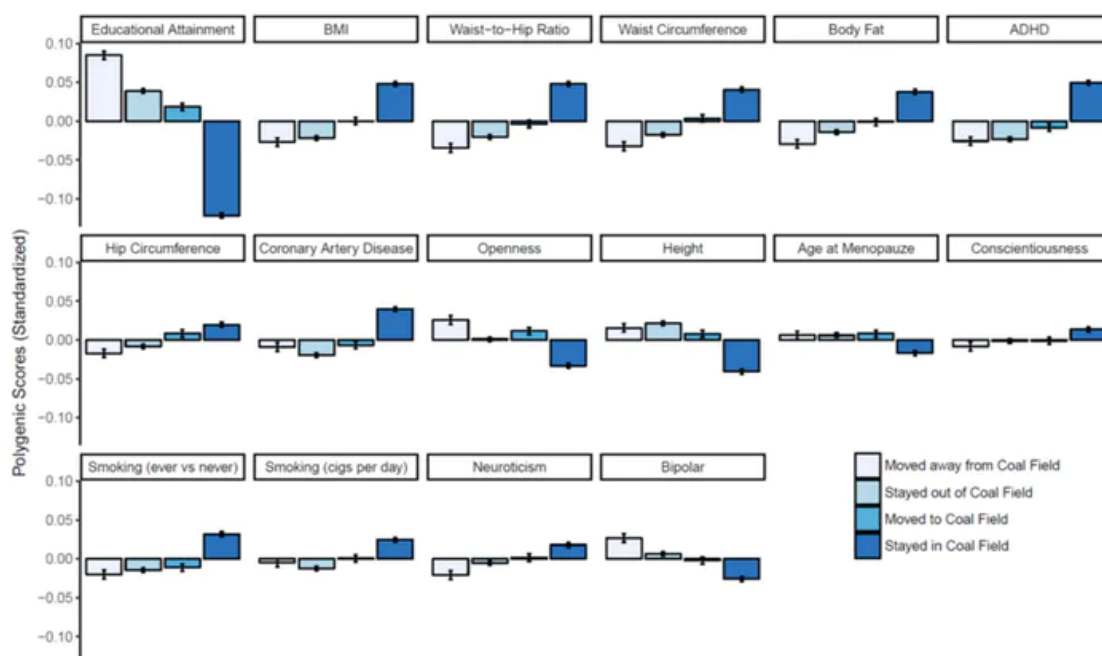 Educational Attainment BMI Waist-to-Hip Ratio Waist Circumference Body Fat ADHD
0.10
0.05
0.00
−0.05
−0.10
Hip Circumference Coronary Artery Disease Openness Height Age at Menopauze Conscientiousness
0.10
0.05
0.00
−0.05
−0.10
Polygenic Scores (Standardized)
Smoking (ever vs never) Smoking (cigs per day) Neuroticism Bipolar
0.10
0.05
0.00
−0.05
−0.10
Moved away from Coal Field
Stayed out of Coal Field
Moved to Coal Field
Stayed in Coal Field